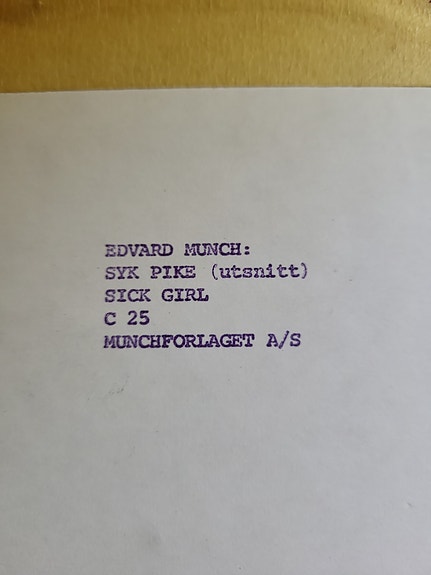 EDVARD MUNCH:
SYK PIKE (utsnitt)
SICK GIRL
C 25
MUNCHFORLAGET A/S